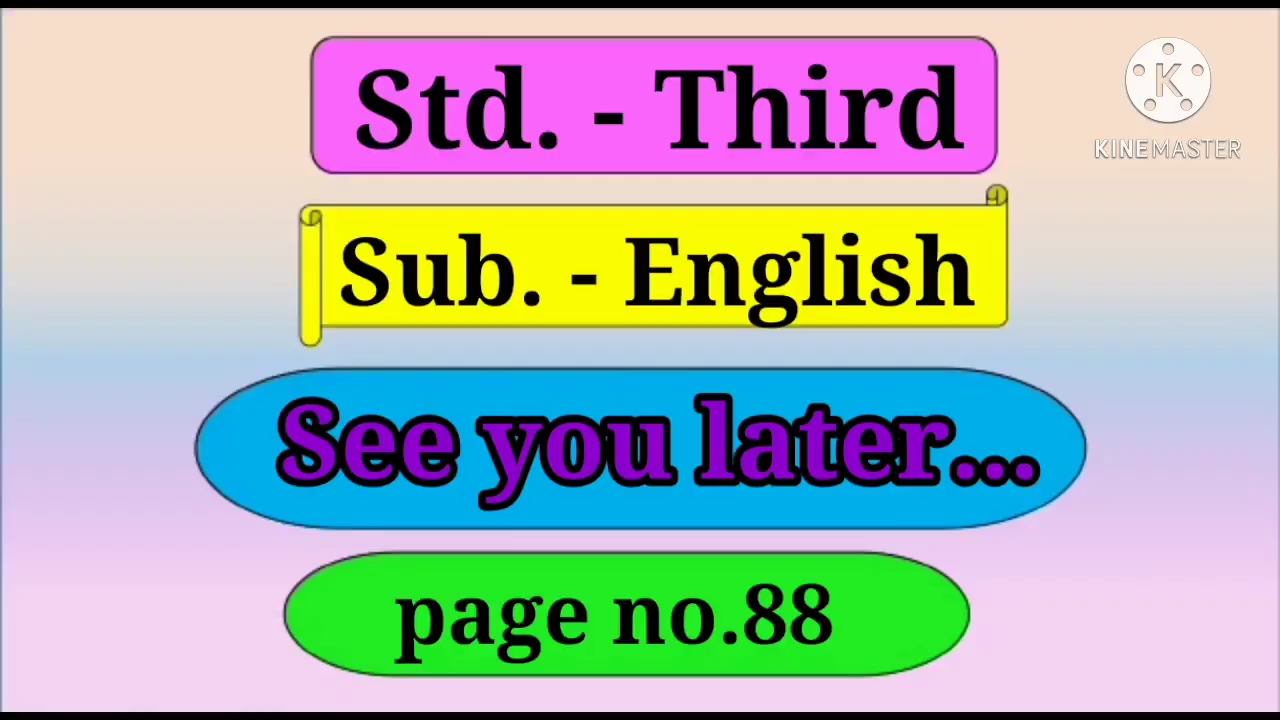 Std. - Third
K
KINEMASTER
Sub. - English
See you later...
page no.88